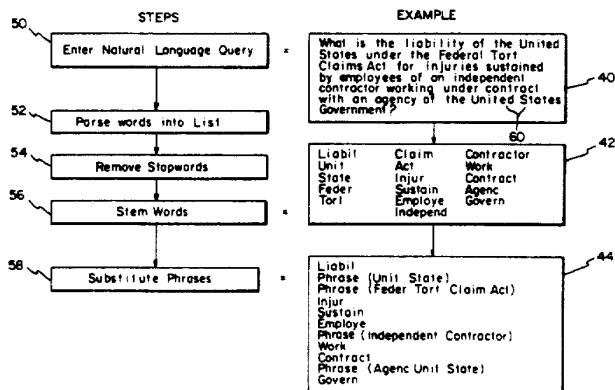 STEPS
EXAMPLE
50
Enter Natural Language Query
=
What is the liability of the United
States under the Federal Tort
Claims Act for injuries sustained
by employees of an independent
contractor working under contract
with an agency of the United States
Government?
40
60
52
Parse words into List
54
Remove Stopwords
56
Stem Words
=
Liabil Claim Contractor
Unit Act Work
State Injur Contract
Feder Sustain Agenc
Tort Employe Govern
Independ
42
58
Substitute Phrases
=
Liabil
Phrase (Unit State)
Phrase (Feder Tort Claim Act)
Injur
Sustain
Employe
Phrase (Independent Contractor)
Work
Contract
Phrase (Agenc Unit State)
Govern
44